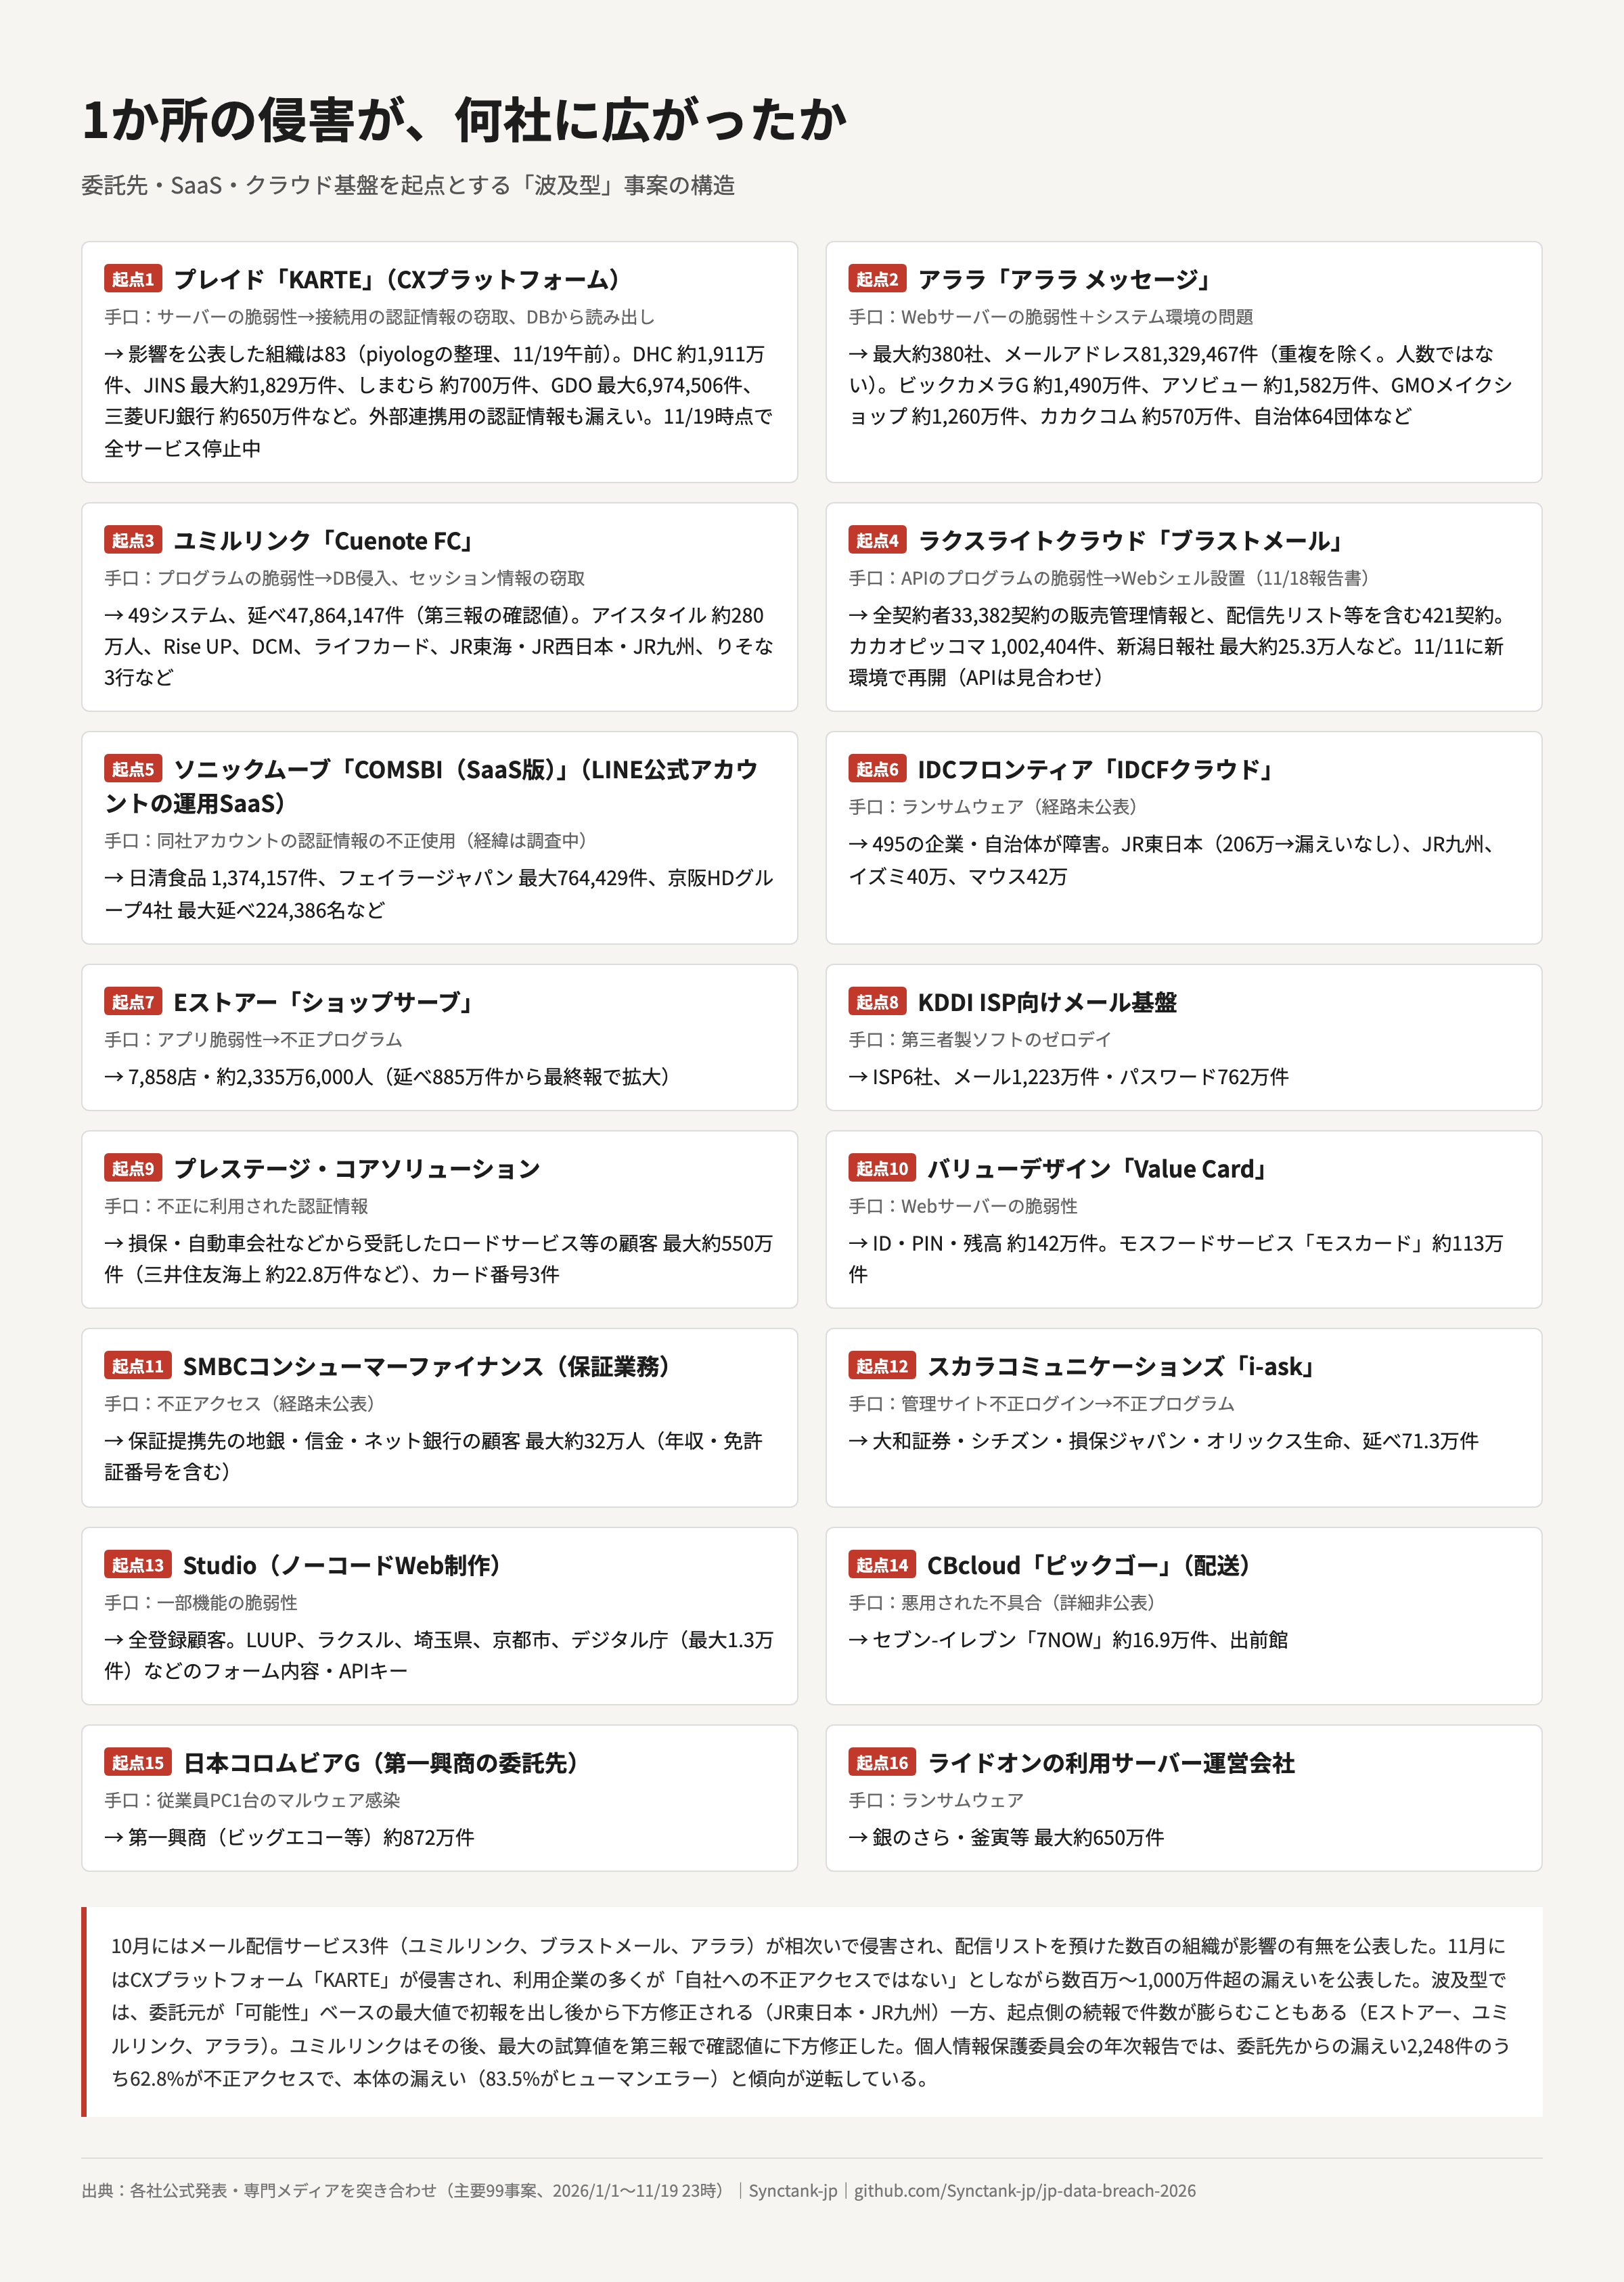 1か所の侵害が、何社に広がったか
委託先・SaaS・クラウド基盤を起点とする「波及型」事案の構造
起点1 プレイド「KARTE」（CXプラットフォーム）
手口：サーバーの脆弱性→接続用の認証情報の窃取、DBから読み出し
→ 影響を公表した組織は83（piyologの整理、11/19午前）。DHC 約1,911万
件、JINS 最大約1,829万件、しまむら 約700万件、GDO 最大6,974,506件、
三菱UFJ銀行 約650万件など。外部連携用の認証情報も漏えい。11/19時点で
全サービス停止中
起点2 アララ「アララ メッセージ」
手口：Webサーバーの脆弱性＋システム環境の問題
→ 最大約380社、メールアドレス81,329,467件（重複を除く。人数ではな
い）。ビックカメラG 約1,490万件、アソビュー 約1,582万件、GMOメイクシ
ョップ 約1,260万件、カカクコム 約570万件、自治体64団体など
起点3 ユミルリンク「Cuenote FC」
手口：プログラムの脆弱性→DB侵入、セッション情報の窃取
→ 49システム、延べ47,864,147件（第三報の確認値）。アイスタイル 約280
万人、Rise UP、DCM、ライフカード、JR東海・JR西日本・JR九州、りそな
3行など
起点4 ラクスライトクラウド「ブラストメール」
手口：APIのプログラムの脆弱性→Webシェル設置（11/18報告書）
→ 全契約者33,382契約の販売管理情報と、配信先リスト等を含む421契約。
カカオピッコマ 1,002,404件、新潟日報社 最大約25.3万人など。11/11に新
環境で再開（APIは見合わせ）
起点5 ソニックムーブ「COMSBI（SaaS版）」（LINE公式アカウ
ントの運用SaaS）
手口：同社アカウントの認証情報の不正使用（経緯は調査中）
→ 日清食品 1,374,157件、フェイラージャパン 最大764,429件、京阪HDグル
ープ4社 最大延べ224,386名など
起点6 IDCフロンティア「IDCFクラウド」
手口：ランサムウェア（経路未公表）
→ 495の企業・自治体が障害。JR東日本（206万→漏えいなし）、JR九州、
イズミ40万、マウス42万
起点7 Eストアー「ショップサーブ」
手口：アプリ脆弱性→不正プログラム
→ 7,858店・約2,335万6,000人（延べ885万件から最終報で拡大）
起点8 KDDI ISP向けメール基盤
手口：第三者製ソフトのゼロデイ
→ ISP6社、メール1,223万件・パスワード762万件
起点9 プレステージ・コアソリューション
手口：不正に利用された認証情報
→ 損保・自動車会社などから受託したロードサービス等の顧客 最大約550万
件（三井住友海上 約22.8万件など）、カード番号3件
起点10 バリューデザイン「Value Card」
手口：Webサーバーの脆弱性
→ ID・PIN・残高 約142万件。モスフードサービス「モスカード」約113万
件
起点11 SMBCコンシューマーファイナンス（保証業務）
手口：不正アクセス（経路未公表）
→ 保証提携先の地銀・信金・ネット銀行の顧客 最大約32万人（年収・免許
証番号を含む）
起点12 スカラコミュニケーションズ「i-ask」
手口：管理サイト不正ログイン→不正プログラム
→ 大和証券・シチズン・損保ジャパン・オリックス生命、延べ71.3万件
起点13 Studio（ノーコードWeb制作）
手口：一部機能の脆弱性
→ 全登録顧客。LUUP、ラクスル、埼玉県、京都市、デジタル庁（最大1.3万
件）などのフォーム内容・APIキー
起点14 CBcloud「ピックゴー」（配送）
手口：悪用された不具合（詳細非公表）
→ セブン-イレブン「7NOW」約16.9万件、出前館
起点15 日本コロムビアG（第一興商の委託先）
手口：従業員PC1台のマルウェア感染
→ 第一興商（ビッグエコー等）約872万件
起点16 ライドオンの利用サーバー運営会社
手口：ランサムウェア
→ 銀のさら・釜寅等 最大約650万件
10月にはメール配信サービス3件（ユミルリンク、ブラストメール、アララ）が相次いで侵害され、配信リストを預けた数百の組織が影響の有無を公表した。11月に
はCXプラットフォーム「KARTE」が侵害され、利用企業の多くが「自社への不正アクセスではない」としながら数百万〜1,000万件超の漏えいを公表した。波及型で
は、委託元が「可能性」ベースの最大値で初報を出し後から下方修正される（JR東日本・JR九州）一方、起点側の続報で件数が膨らむこともある（Eストアー、ユミ
ルリンク、アララ）。ユミルリンクはその後、最大の試算値を第三報で確認値に下方修正した。個人情報保護委員会の年次報告では、委託先からの漏えい2,248件のう
ち62.8%が不正アクセスで、本体の漏えい（83.5%がヒューマンエラー）と傾向が逆転している。
出典：各社公式発表・専門メディアを突き合わせ（主要99事案、2026/1/1〜11/19 23時）｜Synctank-jp｜github.com/Synctank-jp/jp-data-breach-2026